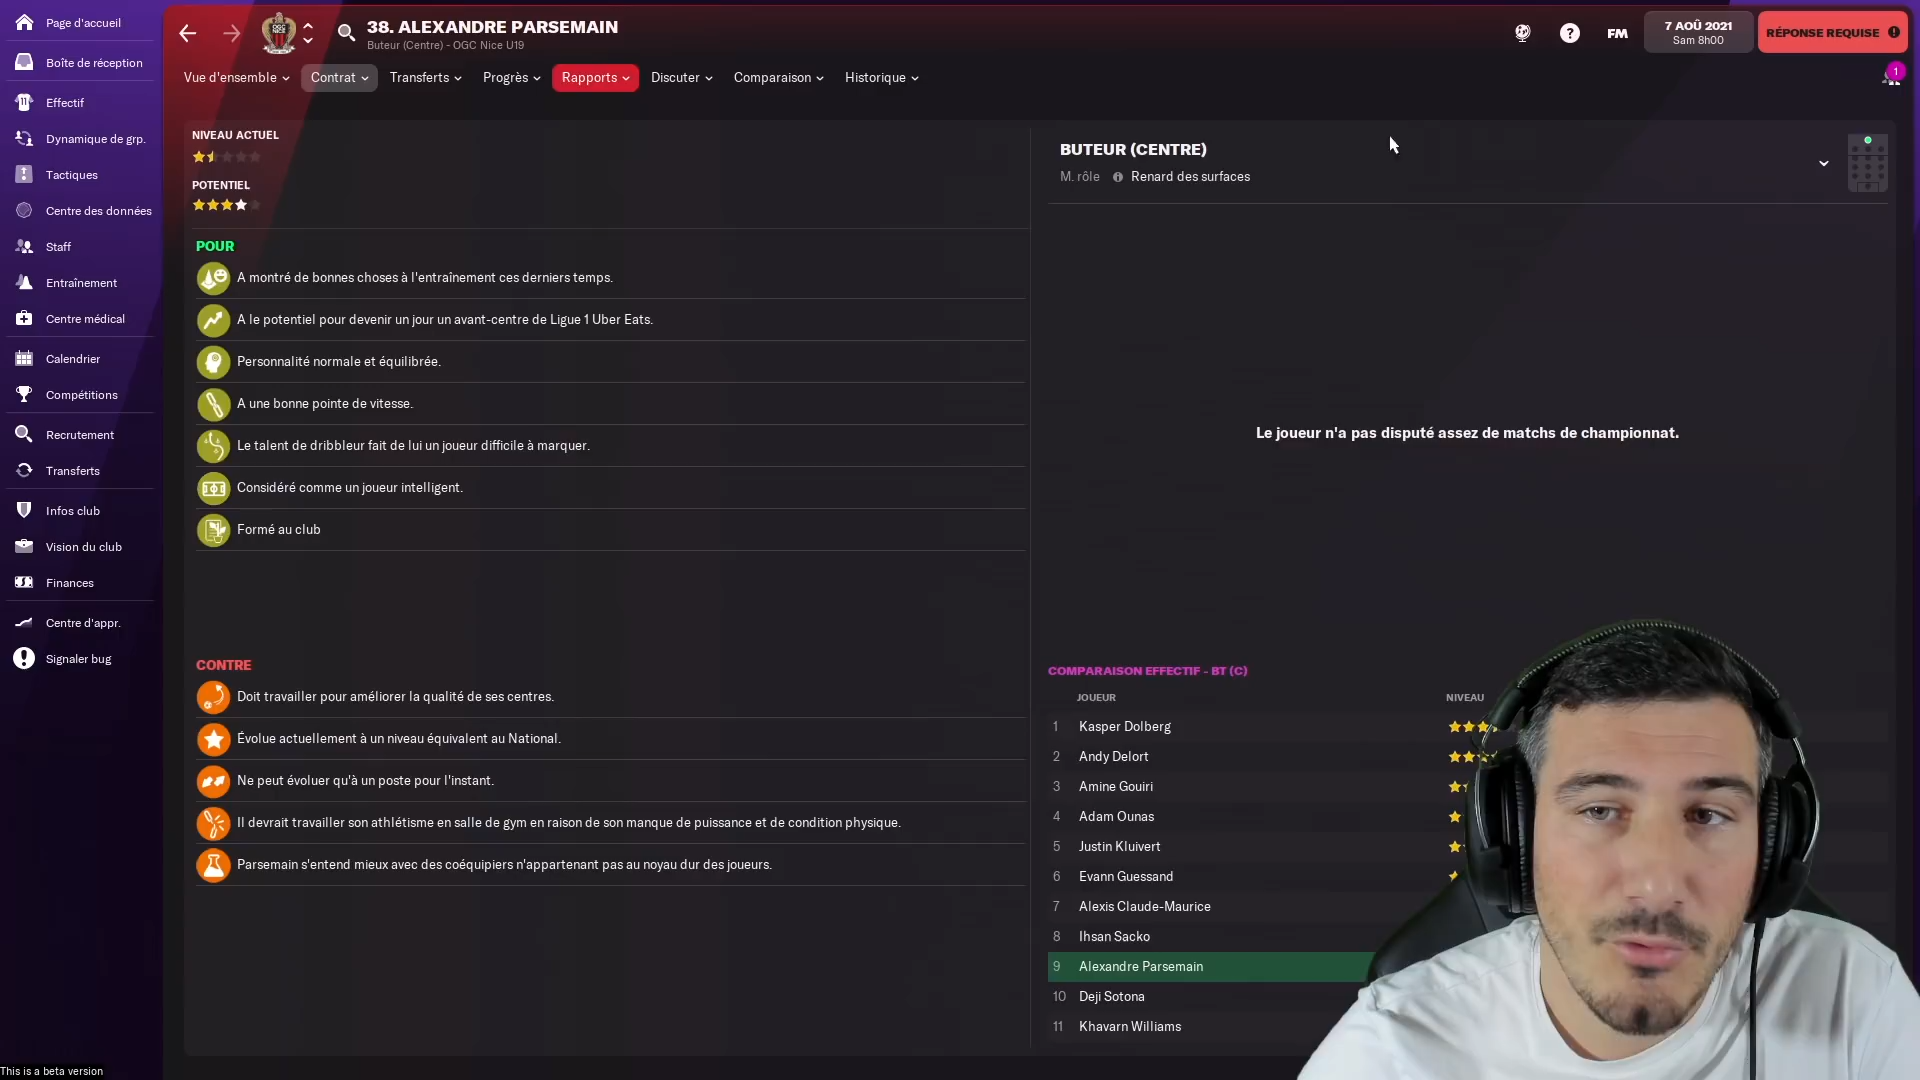 Page d'accueil
Boîte de réception
Effectif
Dynamique de grp.
Tactiques
Centre des données
Staff
Entraînement
Centre médical
Calendrier
Compétitions
Recrutement
Transferts
Infos club
Vision du club
Finances
Centre d'appr.
Signaler bug
This is a beta version
38. ALEXANDRE PARSEMAIN
Buteur (Centre) - OGC Nice U19
FM
7 AOÛ 2021
Sam 8h00
RÉPONSE REQUISE
1
Vue d'ensemble
Contrat
Transferts
Progrès
Rapports
Discuter
Comparaison
Historique
NIVEAU ACTUEL
POTENTIEL
POUR
A montré de bonnes choses à l'entraînement ces derniers temps.
A le potentiel pour devenir un jour un avant-centre de Ligue 1 Uber Eats.
Personnalité normale et équilibrée.
A une bonne pointe de vitesse.
Le talent de dribbleur fait de lui un joueur difficile à marquer.
Considéré comme un joueur intelligent.
Formé au club
CONTRE
Doit travailler pour améliorer la qualité de ses centres.
Évolue actuellement à un niveau équivalent au National.
Ne peut évoluer qu'à un poste pour l'instant.
Il devrait travailler son athlétisme en salle de gym en raison de son manque de puissance et de condition physique.
Parsemain s'entend mieux avec des coéquipiers n'appartenant pas au noyau dur des joueurs.
BUTEUR (CENTRE)
M. rôle Renard des surfaces
Le joueur n'a pas disputé assez de matchs de championnat.
COMPARAISON EFFECTIF - BT (C)
JOUEUR NIVEAU
1 Kasper Dolberg
2 Andy Delort
3 Amine Gouiri
4 Adam Ounas
5 Justin Kluivert
6 Evann Guessand
7 Alexis Claude-Maurice
8 Ihsan Sacko
9 Alexandre Parsemain
10 Deji Sotona
11 Khavarn Williams